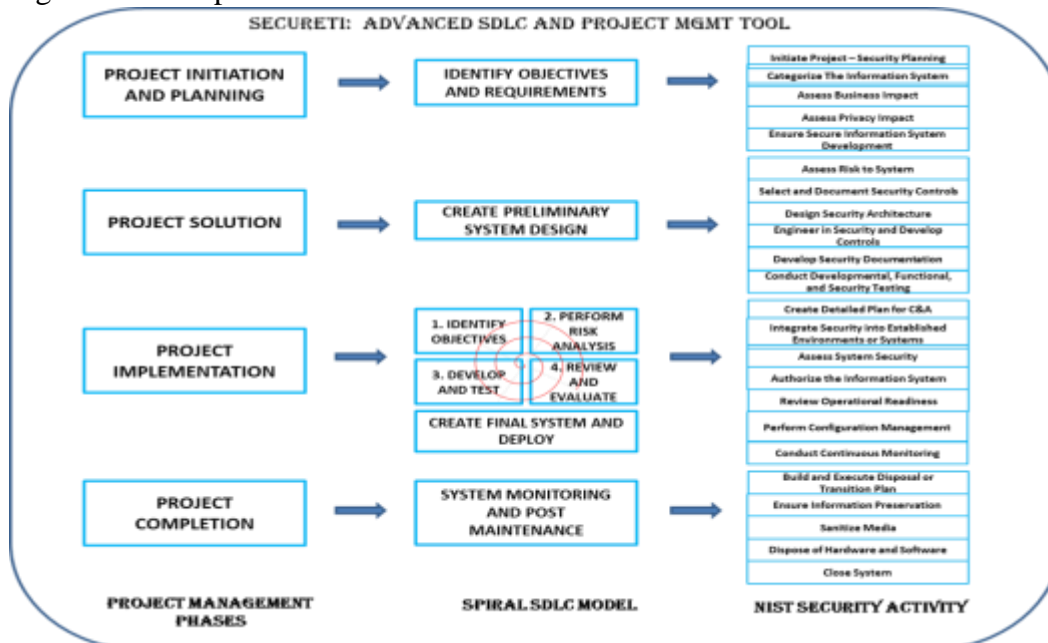 SECURETI: ADVANCED SDLC AND PROJECT MGMT TOOL
PROJECT INITIATION
AND PLANNING
IDENTIFY OBJECTIVES
AND REQUIREMENTS
Initiate Project – Security Planning
Categorize The Information System
Assess Business Impact
Assess Privacy Impact
Ensure Secure Information System
Development
PROJECT SOLUTION
CREATE PRELIMINARY
SYSTEM DESIGN
Assess Risk to System
Select and Document Security Controls
Design Security Architecture
Engineer in Security and Develop
Controls
Develop Security Documentation
Conduct Developmental, Functional,
and Security Testing
PROJECT
IMPLEMENTATION
1. IDENTIFY
OBJECTIVES
2. PERFORM
RISK
ANALYSIS
3. DEVELOP
AND TEST
4. REVIEW
AND
EVALUATE
CREATE FINAL SYSTEM AND
DEPLOY
Create Detailed Plan for C&A
Integrate Security into Established
Environments or Systems
Assess System Security
Authorize the Information System
Review Operational Readiness
Perform Configuration Management
Conduct Continuous Monitoring
PROJECT
COMPLETION
SYSTEM MONITORING
AND POST
MAINTENANCE
Build and Execute Disposal or
Transition Plan
Ensure Information Preservation
Sanitize Media
Dispose of Hardware and Software
Close System
PROJECT MANAGEMENT
PHASES
SPIRAL SDLC MODEL
NIST SECURITY ACTIVITY